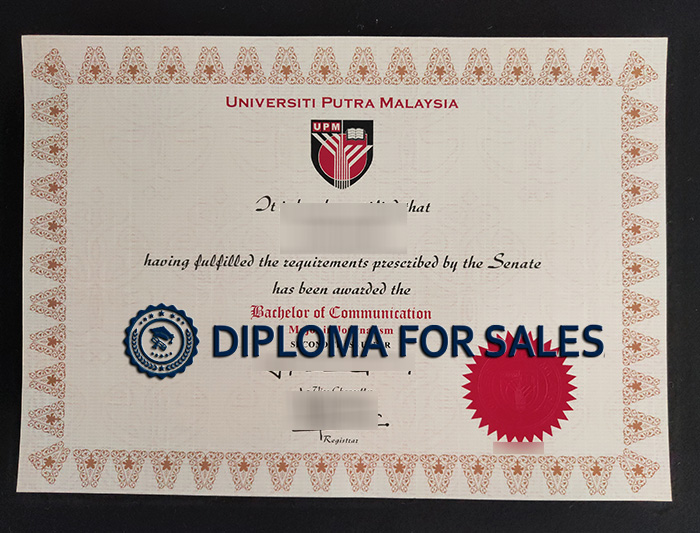 UNIVERSITI PUTRA MALAYSIA
UPM
It that
having fulfilled the requirements prescribed by the Senate
has been awarded the
Bachelor of Communication
DIPLOMA FOR SALES
Registrar